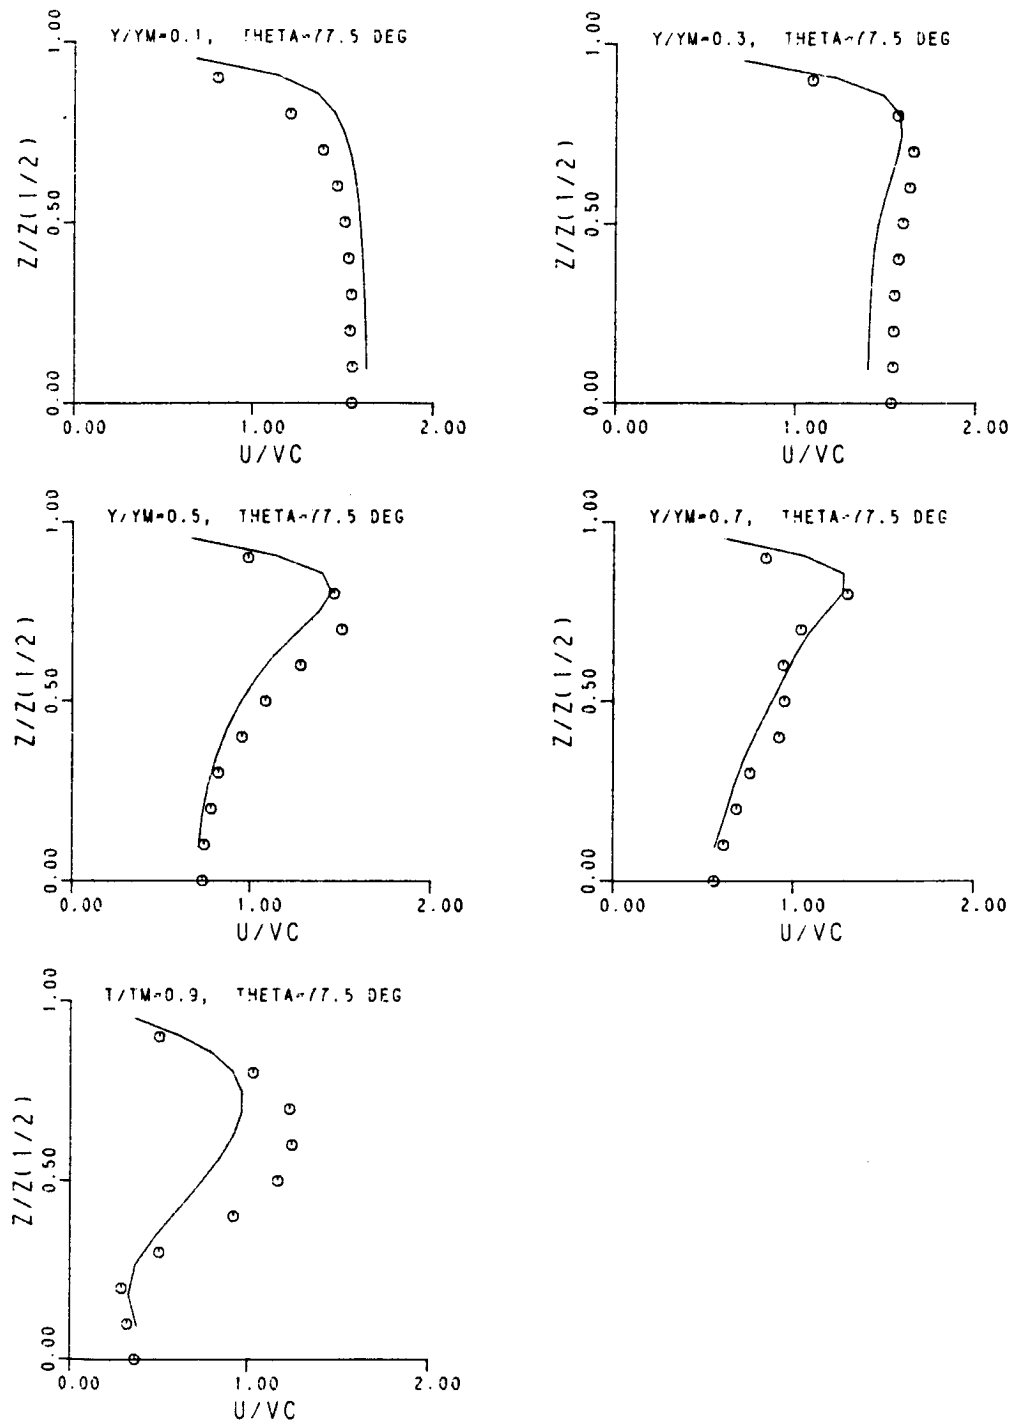 Y/YM=0.1, THETA=77.5 DEG
1.00
0.50
0.00
Z/Z(1/2)
0.00 1.00 2.00
U/VC
Y/YM=0.3, THETA=77.5 DEG
1.00
0.50
0.00
Z/Z(1/2)
0.00 1.00 2.00
U/VC
Y/YM=0.5, THETA=77.5 DEG
1.00
0.50
0.00
Z/Z(1/2)
0.00 1.00 2.00
U/VC
Y/YM=0.7, THETA=77.5 DEG
1.00
0.50
0.00
Z/Z(1/2)
0.00 1.00 2.00
U/VC
Y/YM=0.9, THETA=77.5 DEG
1.00
0.50
0.00
Z/Z(1/2)
0.00 1.00 2.00
U/VC